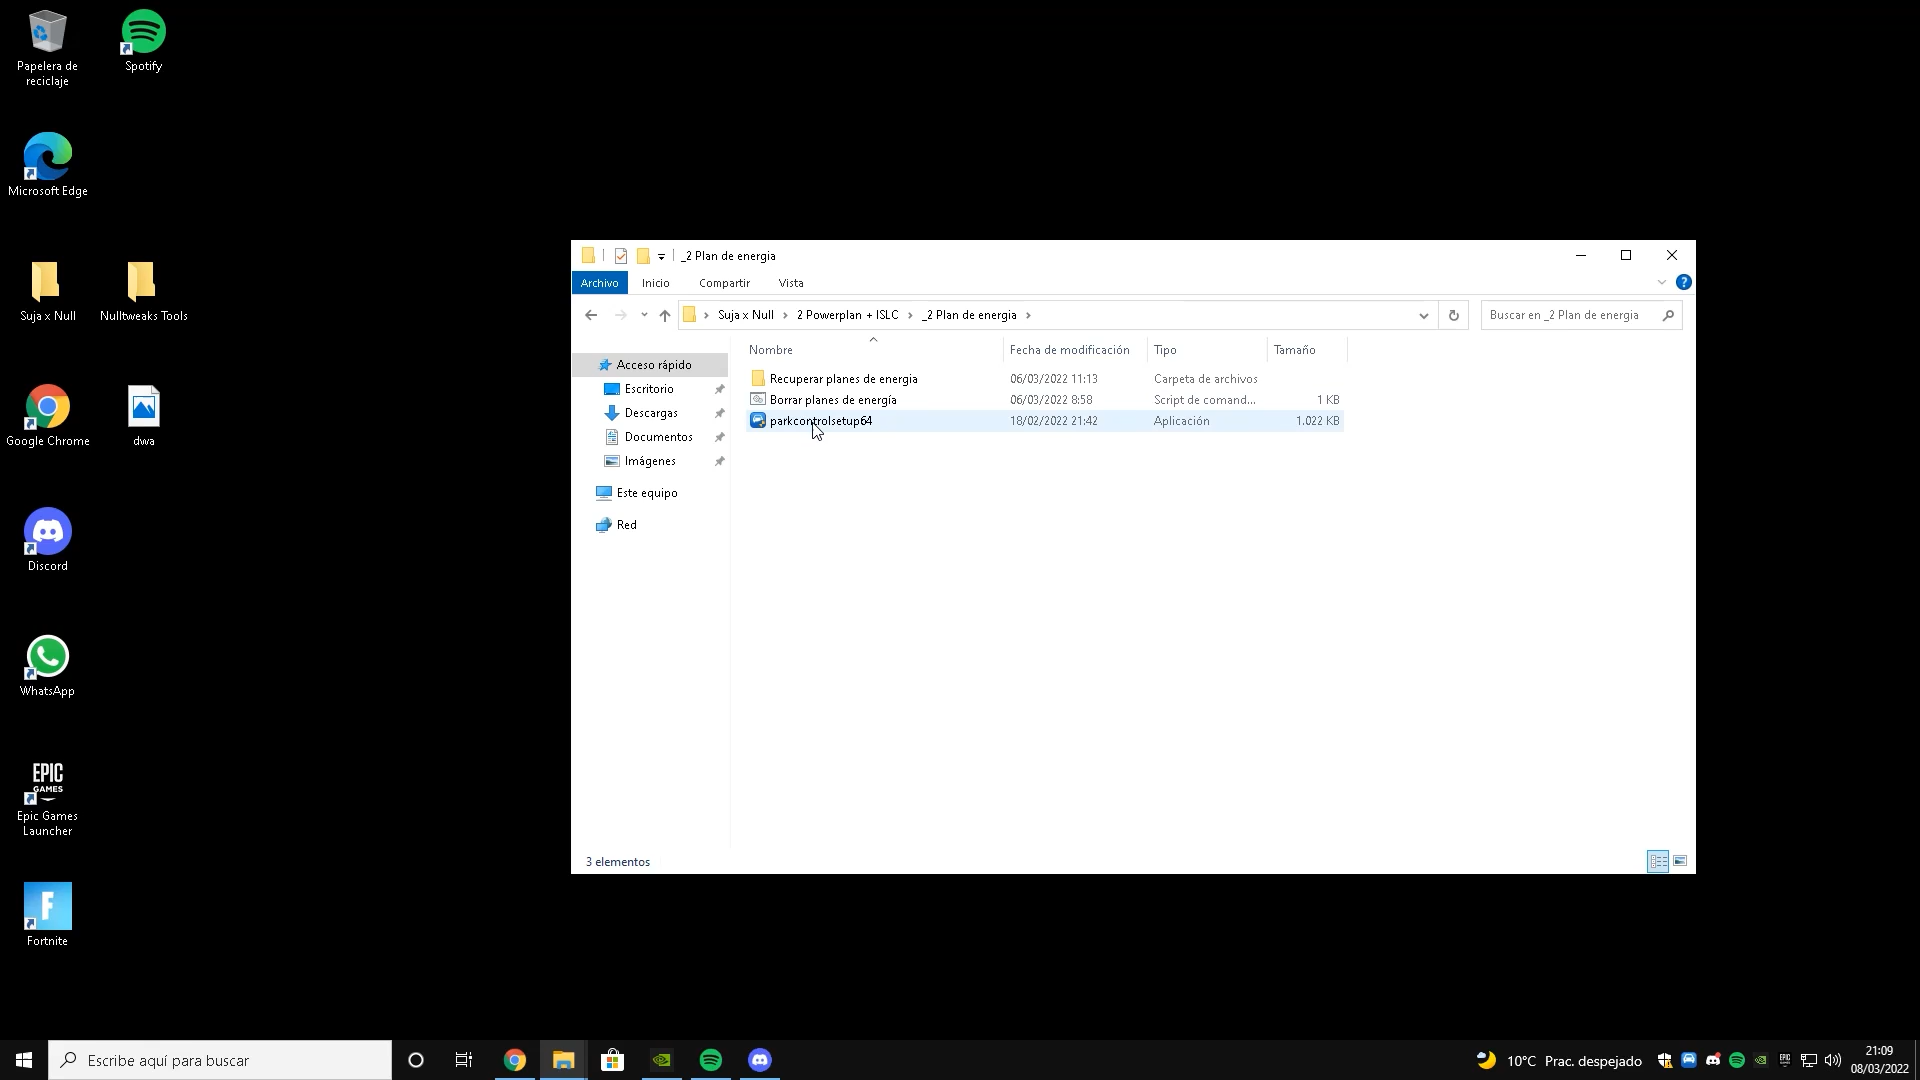 Papelera de
reciclaje
Spotify
Microsoft Edge
Suja x Null
Nulltweaks Tools
Google Chrome
dwa
Discord
WhatsApp
EPIC
GAMES
Epic Games
Launcher
F
Fortnite
_2 Plan de energia
Archivo
Inicio
Compartir
Vista
?
Suja x Null
2 Powerplan + ISLC
_2 Plan de energia
Buscar en _2 Plan de energia
Nombre
Fecha de modificación
Tipo
Tamaño
Acceso rápido
Escritorio
Descargas
Documentos
Imágenes
Este equipo
Red
Recuperar planes de energia
06/03/2022 11:13
Carpeta de archivos
Borrar planes de energía
06/03/2022 8:58
Script de comand...
1 KB
parkcontrolsetup64
18/02/2022 21:42
Aplicación
1.022 KB
3 elementos
Escribe aquí para buscar
10°C Prac. despejado
EPIC
21:09
08/03/2022